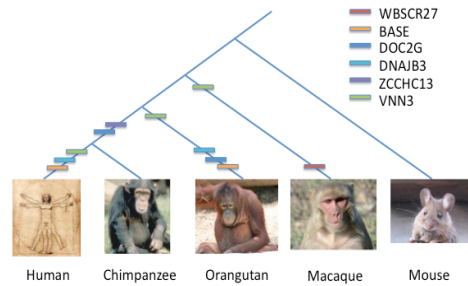 WBSCR27
BASE
DOC2G
DNAJB3
ZCCHC13
VNN3
Human
Chimpanzee
Orangutan
Macaque
Mouse